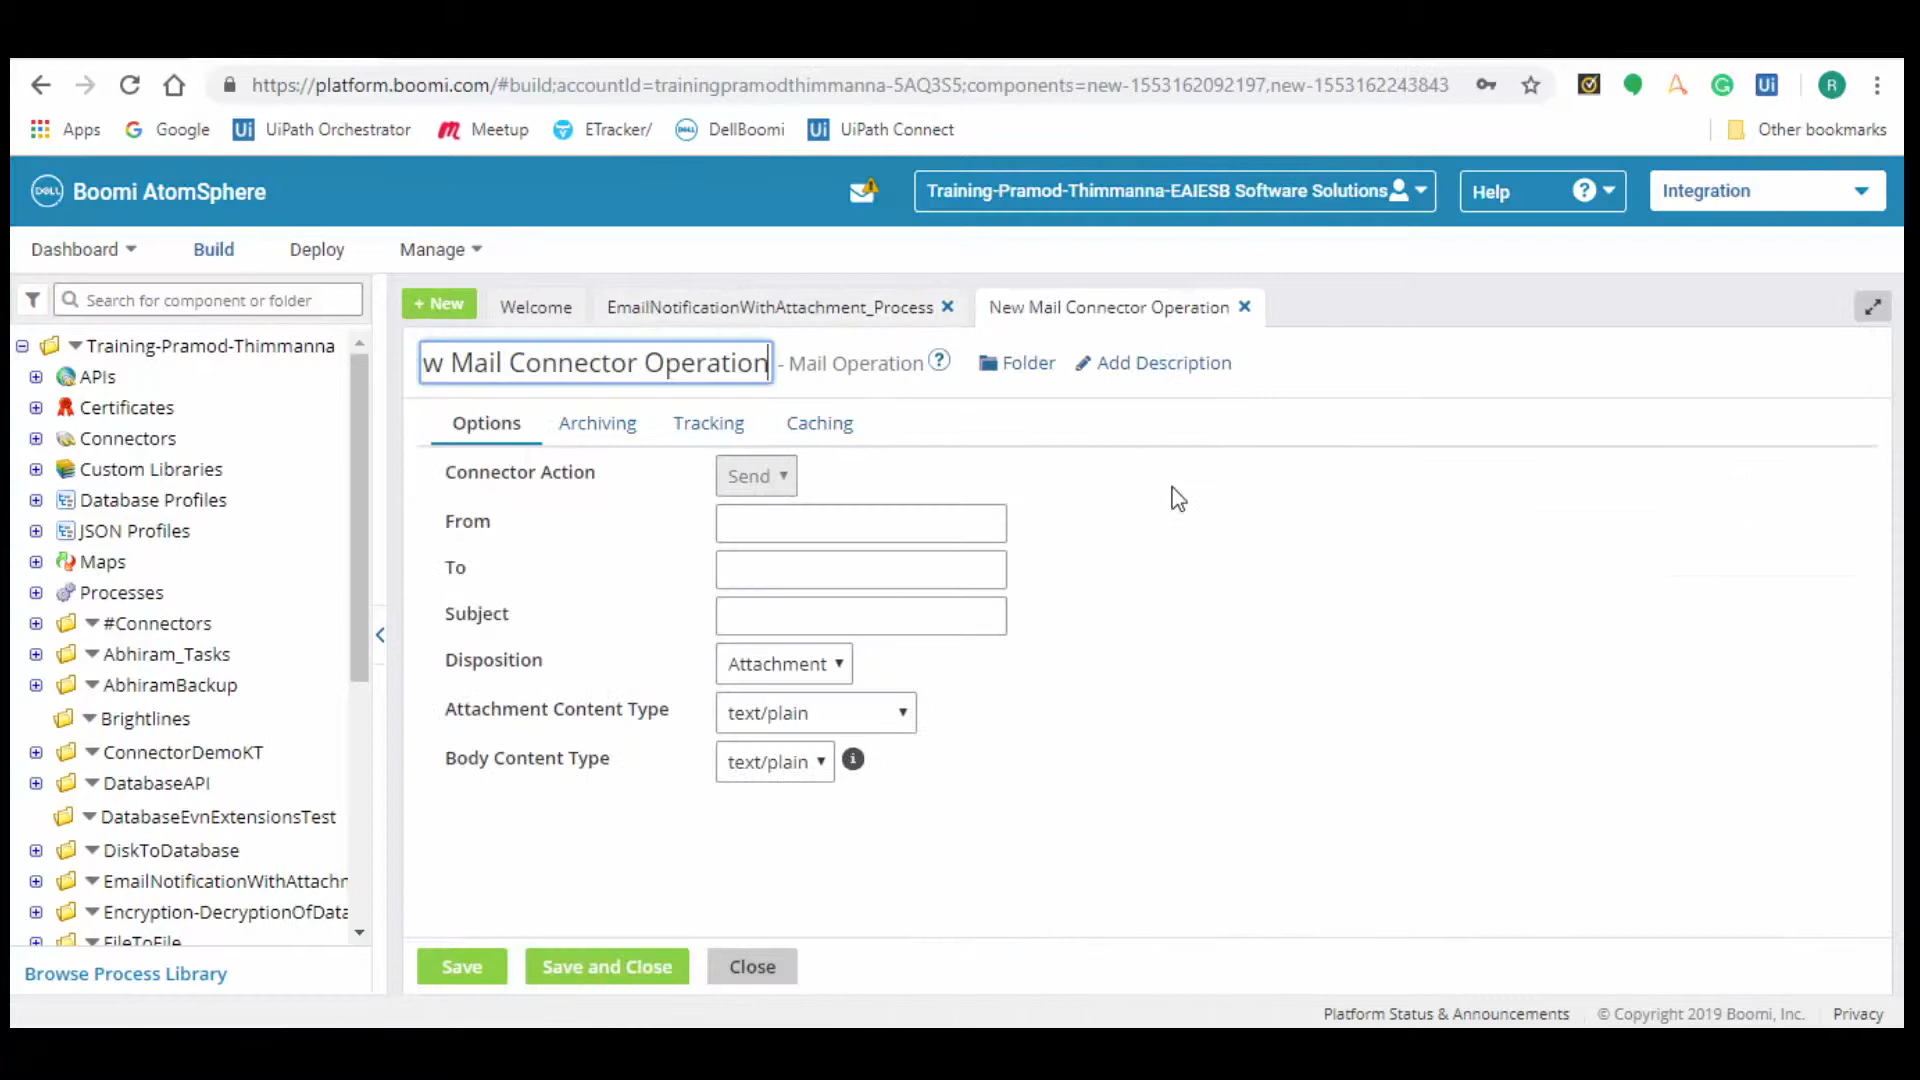 https://platform.boomi.com/#build;accountId=trainingpramodthimmanna-5AQ3S5;components=new-1553162092197,new-1553162243843
R
Apps Google Ui UiPath Orchestrator Meetup ETracker/ DellBoomi Ui UiPath Connect Other bookmarks
DELL Boomi AtomSphere Training-Pramod-Thimmanna-EAIESB Software Solutions Help Integration
Dashboard Build Deploy Manage
Search for component or folder
Training-Pramod-Thimmanna
APIs
Certificates
Connectors
Custom Libraries
Database Profiles
JSON Profiles
Maps
Processes
#Connectors
Abhiram_Tasks
AbhiramBackup
Brightlines
ConnectorDemoKT
DatabaseAPI
DatabaseEvnExtensionsTest
DiskToDatabase
EmailNotificationWithAttachm
Encryption-DecryptionOfData
FileToFile
Browse Process Library
+ New Welcome EmailNotificationWithAttachment_Process New Mail Connector Operation
w Mail Connector Operation - Mail Operation Folder Add Description
Options Archiving Tracking Caching
Connector Action Send
From
To
Subject
Disposition Attachment
Attachment Content Type text/plain
Body Content Type text/plain
Save Save and Close Close
Platform Status & Announcements © Copyright 2019 Boomi, Inc. Privacy